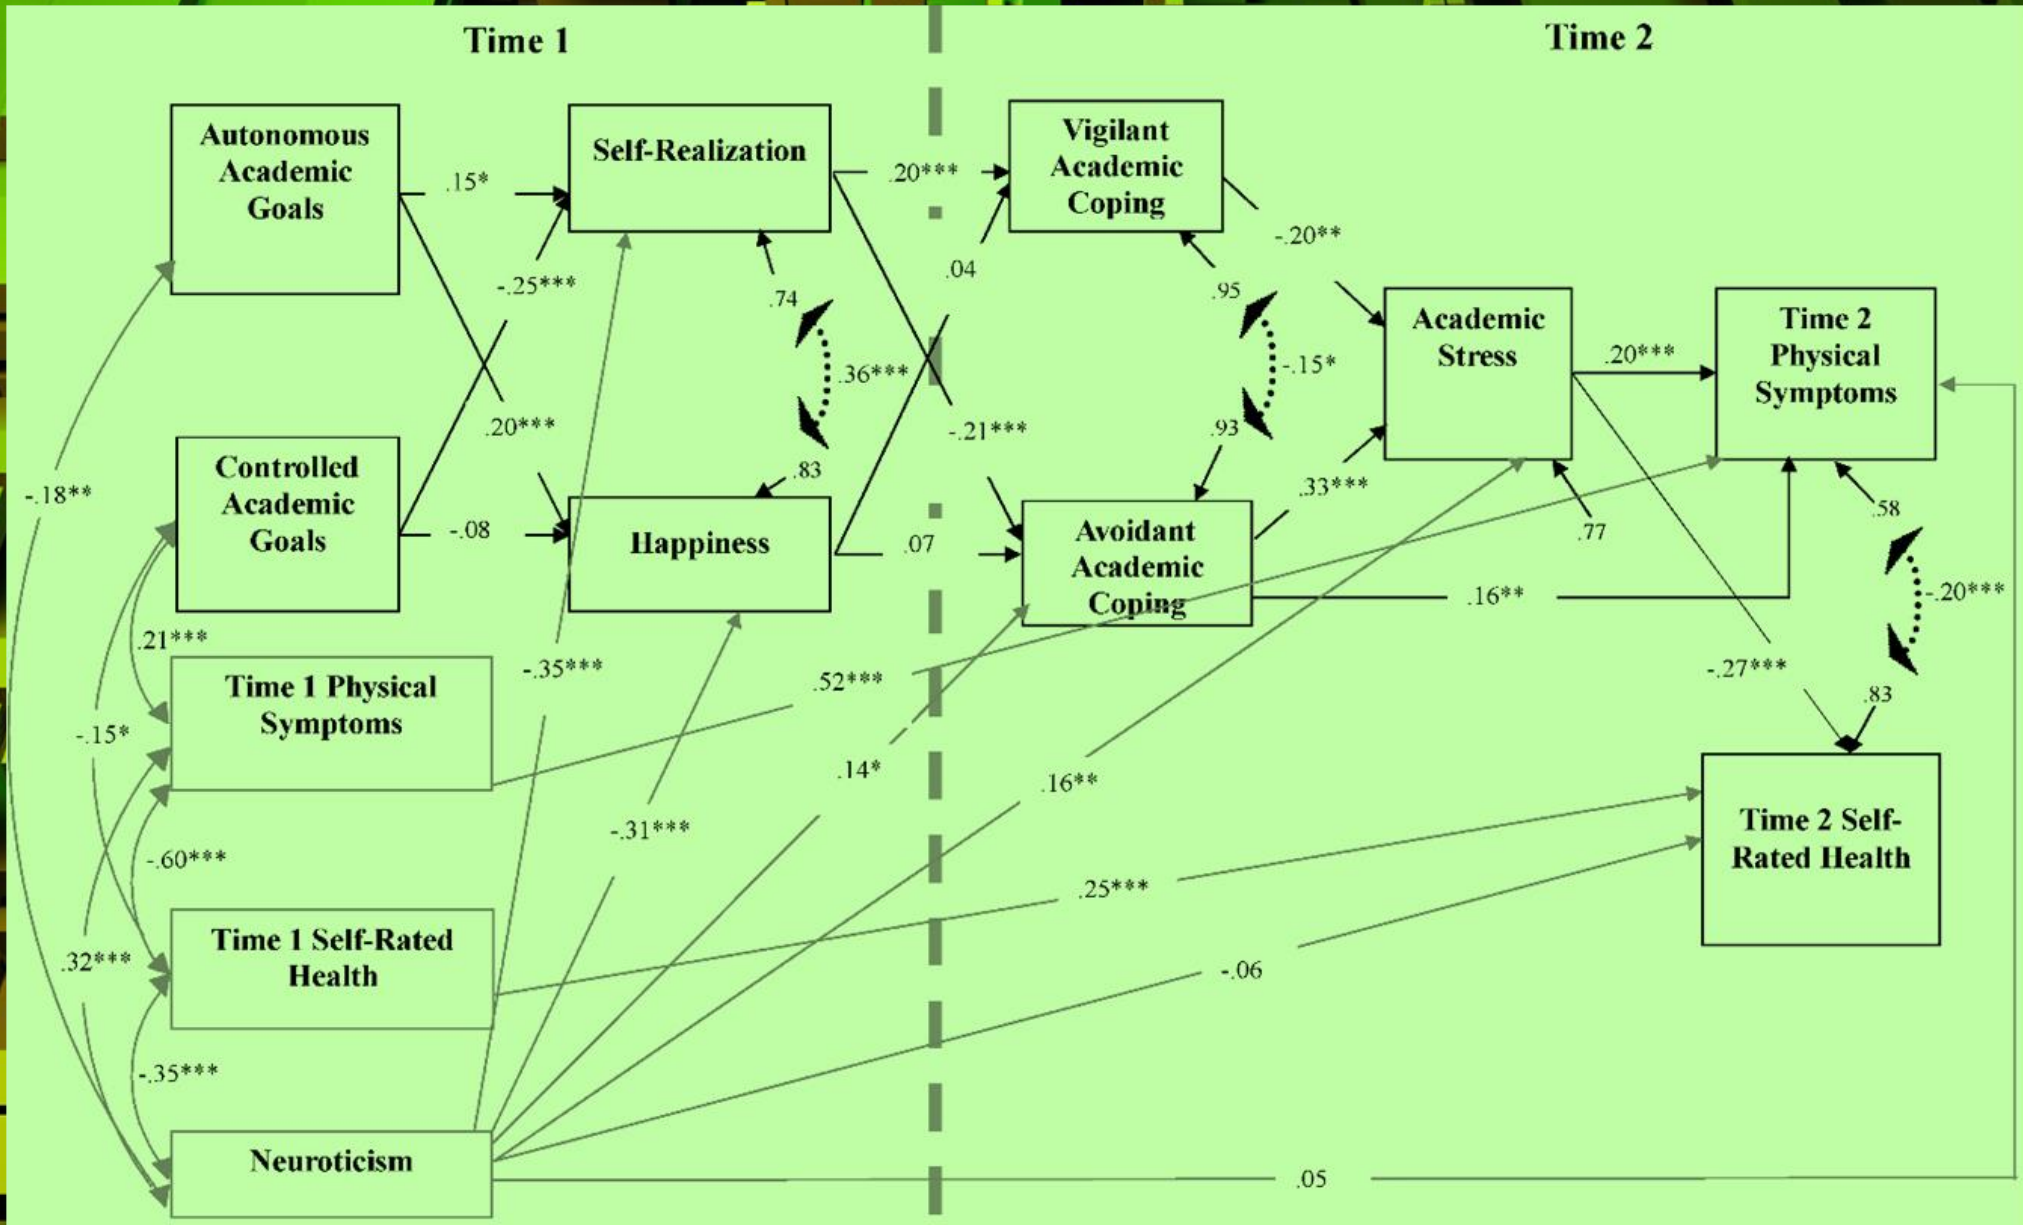 Time 1
Time 2
Autonomous
Academic
Goals
.15*
Self-Realization
.20***
Vigilant
Academic
Coping
-.20**
-.25***
.04
.74
.95
.36***
-.15*
Academic
Stress
.20***
Time 2
Physical
Symptoms
.20***
-.21***
.93
.83
.33***
-.18**
Controlled
Academic
Goals
-.08
Happiness
.07
Avoidant
Academic
Coping
.77
.58
.16**
-.20***
.21***
-.35***
.52***
-.27***
.83
Time 1 Physical
Symptoms
-.15*
.14*
.16**
-.31***
-.60***
Time 2 Self-
Rated Health
.25***
Time 1 Self-Rated
Health
.32***
-.06
-.35***
Neuroticism
.05